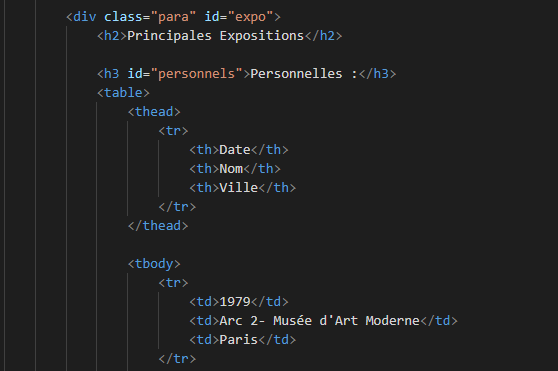 <div class="para" id="expo">
<h2>Principales Expositions</h2>
<h3 id="personnels">Personnelles :</h3>
<table>
<thead>
<tr>
<th>Date</th>
<th>Nom</th>
<th>Ville</th>
</tr>
</thead>
<tbody>
<tr>
<td>1979</td>
<td>Arc 2- Musée d'Art Moderne</td>
<td>Paris</td>
</tr>